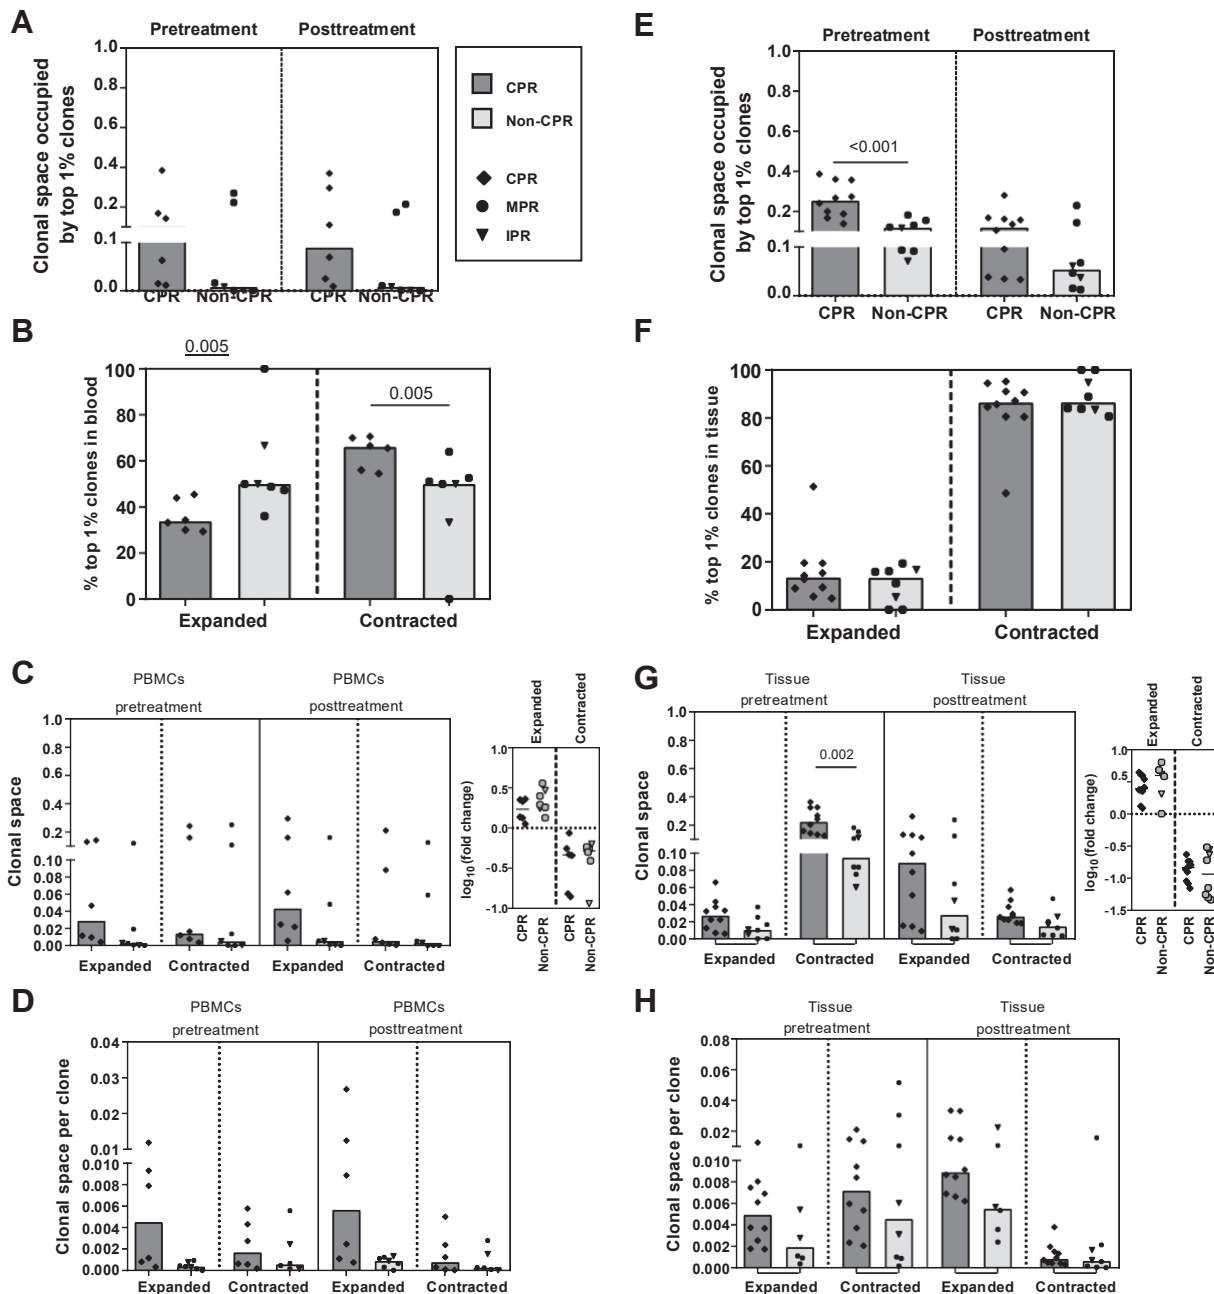 A
Pretreatment Posttreatment
Clonal space occupied
by top 1% clones
1.0
0.8
0.6
0.4
0.2
0.1
0.0
CPR Non-CPR CPR Non-CPR
CPR
Non-CPR
CPR
MPR
IPR
E
Pretreatment Posttreatment
Clonal space occupied
by top 1% clones
1.0
0.8
0.6
0.4
0.2
0.1
0.0
<0.001
CPR Non-CPR CPR Non-CPR
B
% top 1% clones in blood
100
80
60
40
20
0
0.005
0.005
Expanded Contracted
F
% top 1% clones in tissue
100
80
60
40
20
0
Expanded Contracted
C
PBMCs PBMCs
pretreatment posttreatment
Clonal space
1.0
0.8
0.6
0.4
0.2
0.10
0.08
0.06
0.04
0.02
0.00
Expanded Contracted Expanded Contracted
Expanded
Contracted
log10 (fold change)
1.0
0.5
0.0
-0.5
-1.0
CPR
Non-CPR
CPR
Non-CPR
G
Tissue Tissue
pretreatment posttreatment
Clonal space
1.0
0.8
0.6
0.4
0.2
0.10
0.08
0.06
0.04
0.02
0.00
0.002
Expanded Contracted Expanded Contracted
Expanded
Contracted
log10 (fold change)
1.0
0.5
0.0
-1.0
-1.5
CPR
Non-CPR
CPR
Non-CPR
D
PBMCs PBMCs
pretreatment posttreatment
Clonal space per clone
0.04
0.03
0.02
0.01
0.010
0.008
0.006
0.004
0.002
0.000
Expanded Contracted Expanded Contracted
H
Tissue Tissue
pretreatment posttreatment
Clonal space per clone
0.08
0.06
0.04
0.02
0.010
0.008
0.006
0.004
0.002
0.000
Expanded Contracted Expanded Contracted